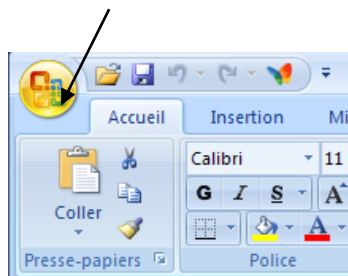 Accueil Insertion Mi
Calibri 11
G I S A
Coller
A
Presse-papiers Police